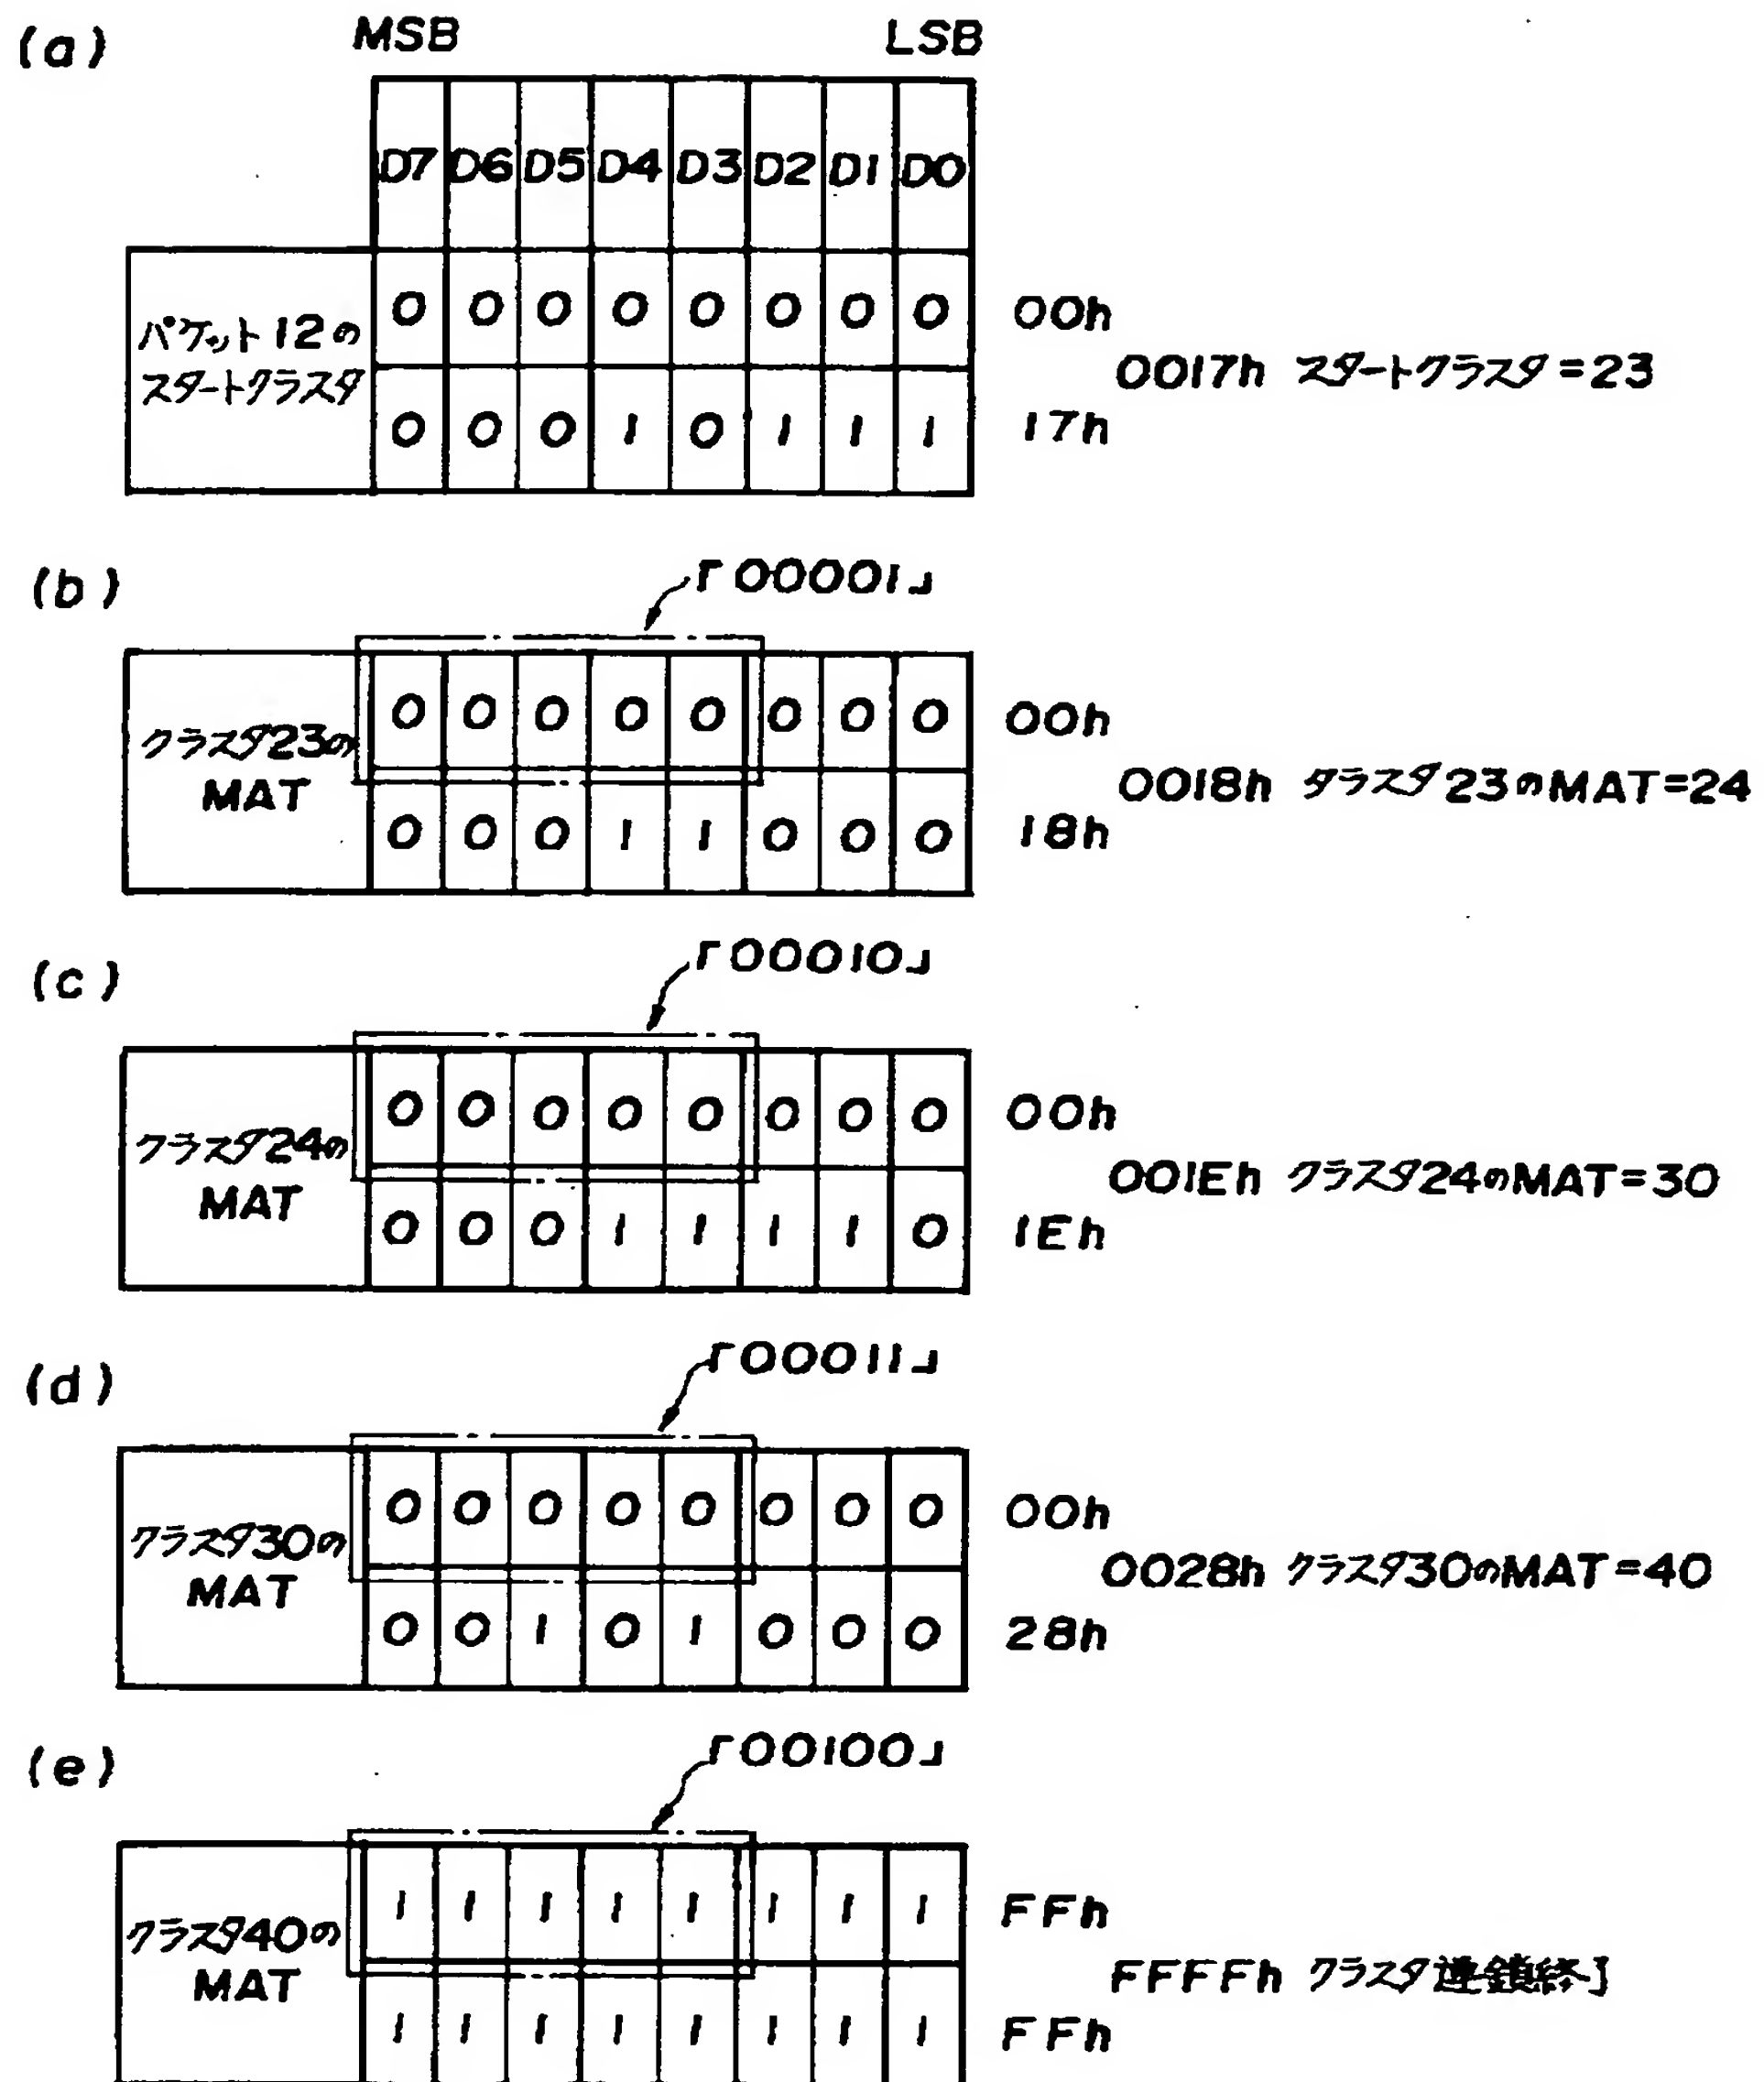 (a)
MSB LSB
D7 D6 D5 D4 D3 D2 D1 D0
パケット12の
スタートクラスタ
0 0 0 0 0 0 0 0 00h
0 0 0 1 0 1 1 1 17h
0017h スタートクラスタ=23
(b)
「00001」
クラスタ23の
MAT
0 0 0 0 0 0 0 0 00h
0 0 0 1 1 0 0 0 18h
0018h タラスタ23のMAT=24
(c)
「00010」
クラスタ24の
MAT
0 0 0 0 0 0 0 0 00h
0 0 0 1 1 1 1 0 1Eh
001Eh クラスタ24のMAT=30
(d)
「00011」
クラスタ30の
MAT
0 0 0 0 0 0 0 0 00h
0 0 1 0 1 0 0 0 28h
0028h クラスタ30のMAT=40
(e)
「00100」
クラスタ40の
MAT
1 1 1 1 1 1 1 1 FFh
1 1 1 1 1 1 1 1 FFh
FFFFh クラスタ連鎖終了